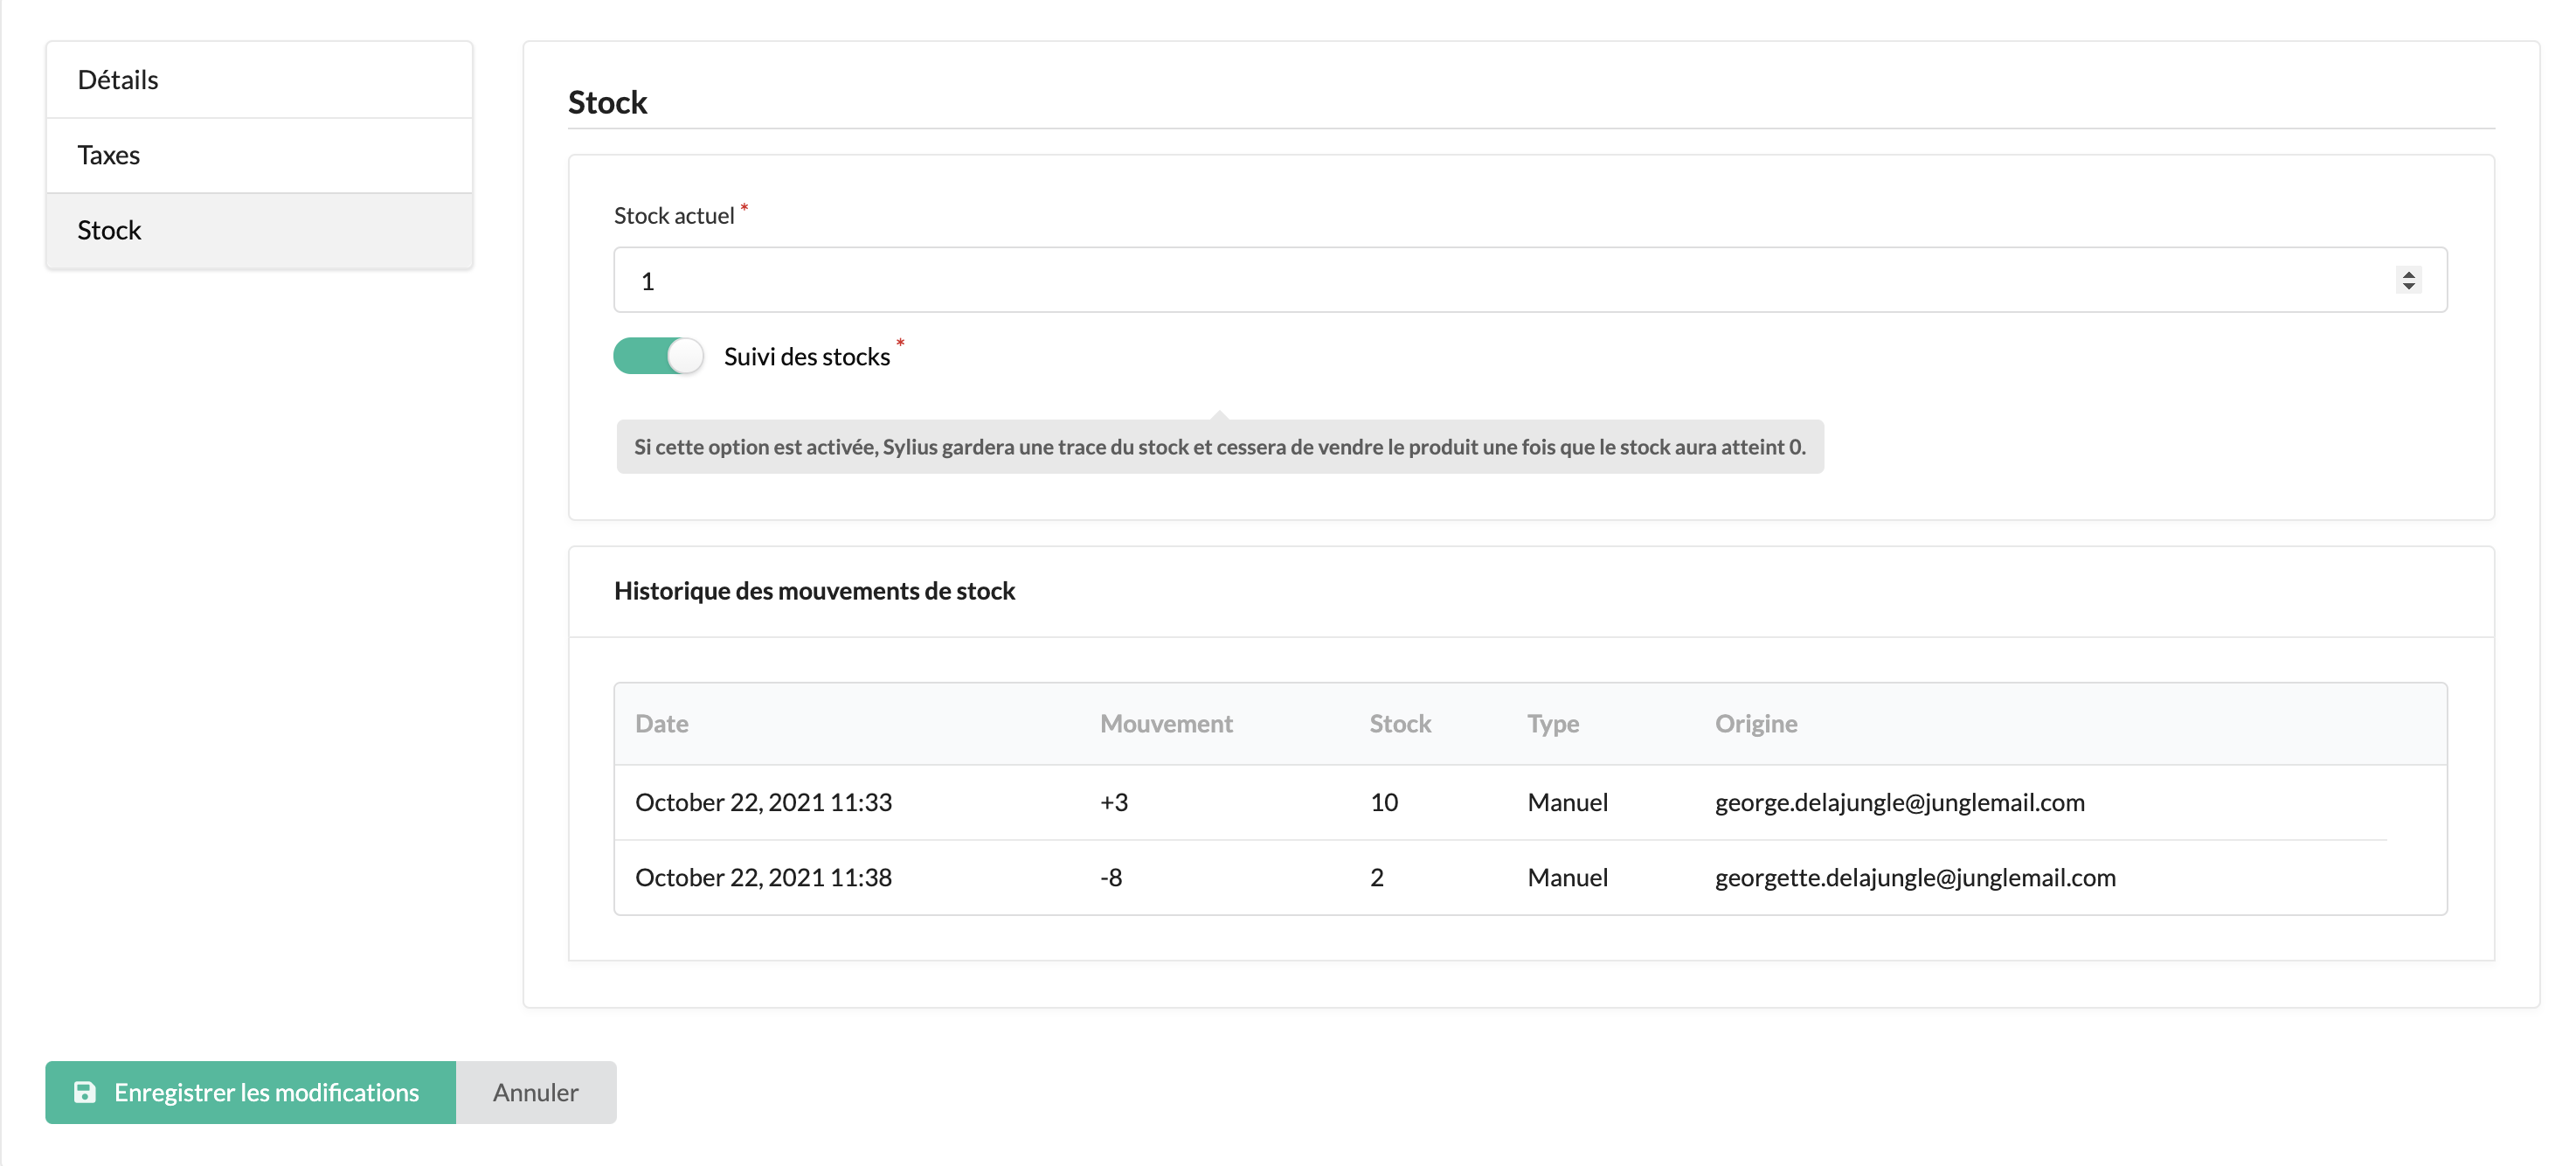 Détails
Taxes
Stock
Stock
Stock actuel *
1
Suivi des stocks *
Si cette option est activée, Sylius gardera une trace du stock et cessera de vendre le produit une fois que le stock aura atteint 0.
Historique des mouvements de stock
Date Mouvement Stock Type Origine
October 22, 2021 11:33 +3 10 Manuel george.delajungle@junglemail.com
October 22, 2021 11:38 -8 2 Manuel georgette.delajungle@junglemail.com
Enregistrer les modifications Annuler